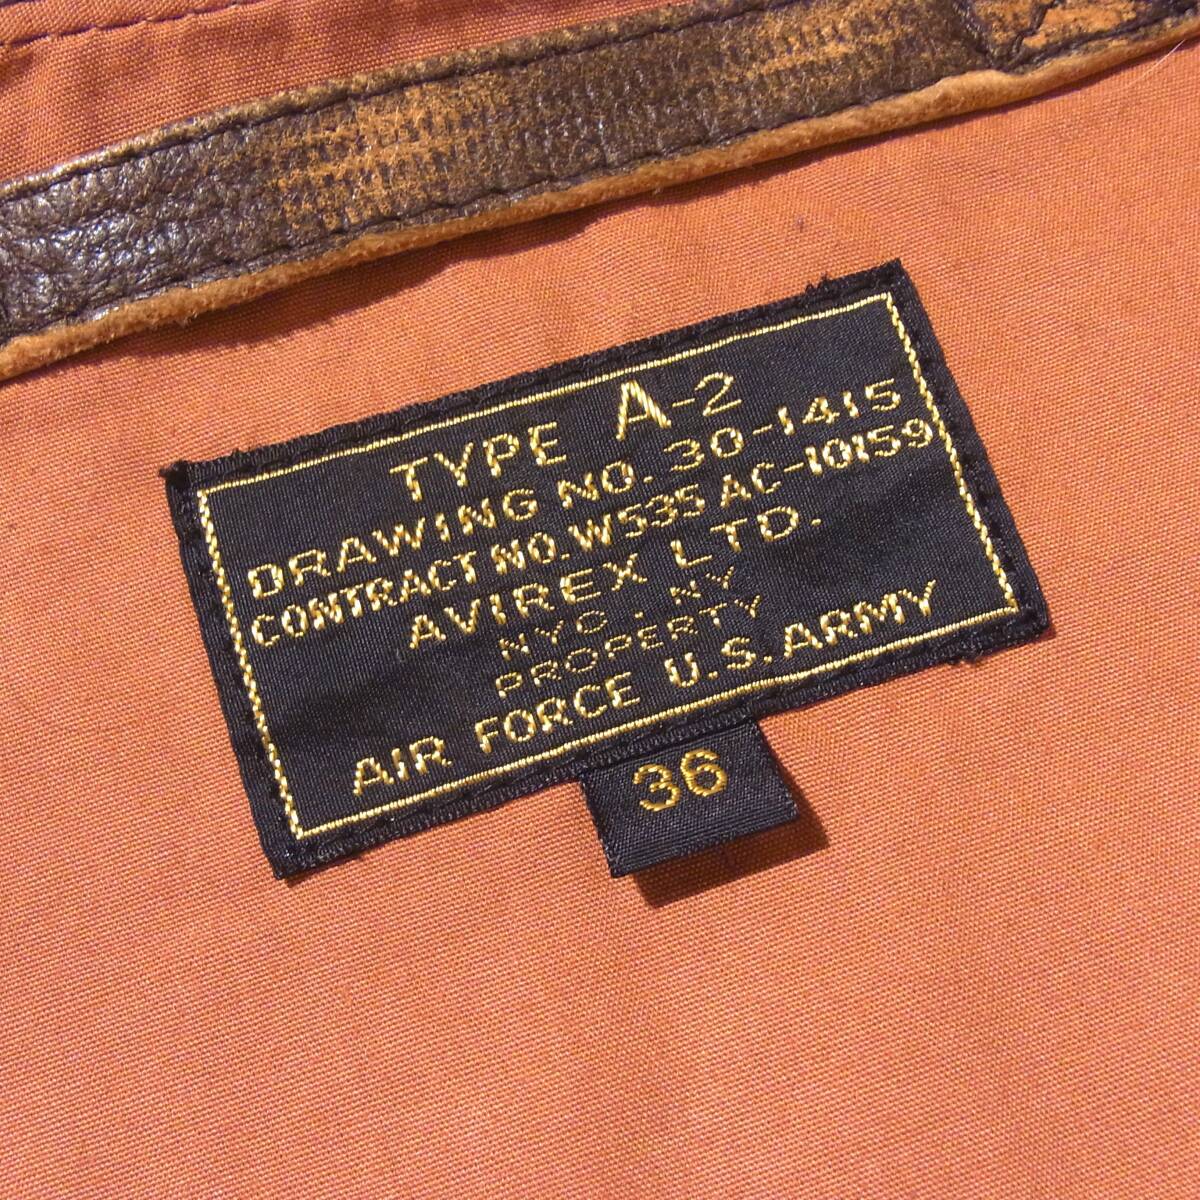 TYPE A-2
DRAWING NO. 30-1415
CONTRACT NO. W535 AC-10159
AVIREX LTD.
NYC . NY
PROPERTY
AIR FORCE U.S. ARMY
36